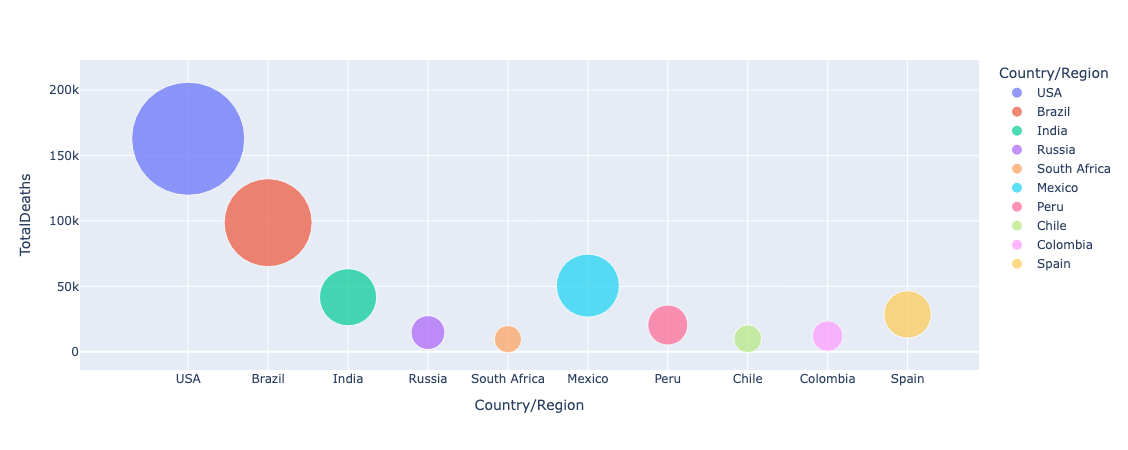 200k
150k
100k
50k
0
TotalDeaths
USA Brazil India Russia South Africa Mexico Peru Chile Colombia Spain
Country/Region
Country/Region
USA
Brazil
India
Russia
South Africa
Mexico
Peru
Chile
Colombia
Spain